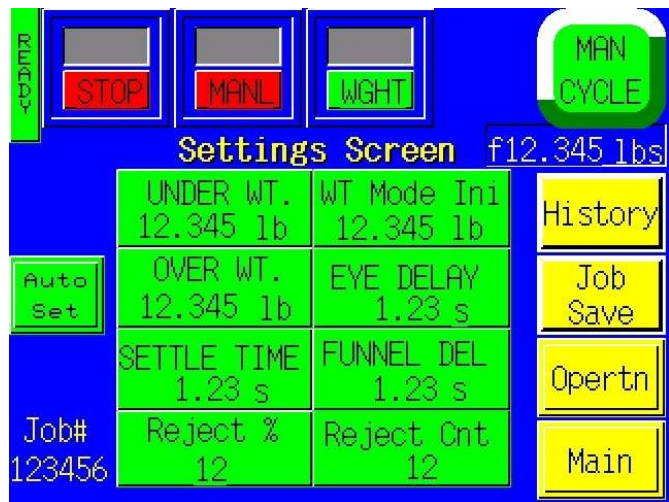 READY
STOP
MANL
WGHT
MAN
CYCLE
Settings Screen
f12.345 lbs
UNDER WT.
12.345 lb
WT Mode Ini
12.345 lb
History
Auto
Set
OVER WT.
12.345 lb
EYE DELAY
1.23 s
Job
Save
SETTLE TIME
1.23 s
FUNNEL DEL
1.23 s
Opertn
Job#
123456
Reject %
12
Reject Cnt
12
Main